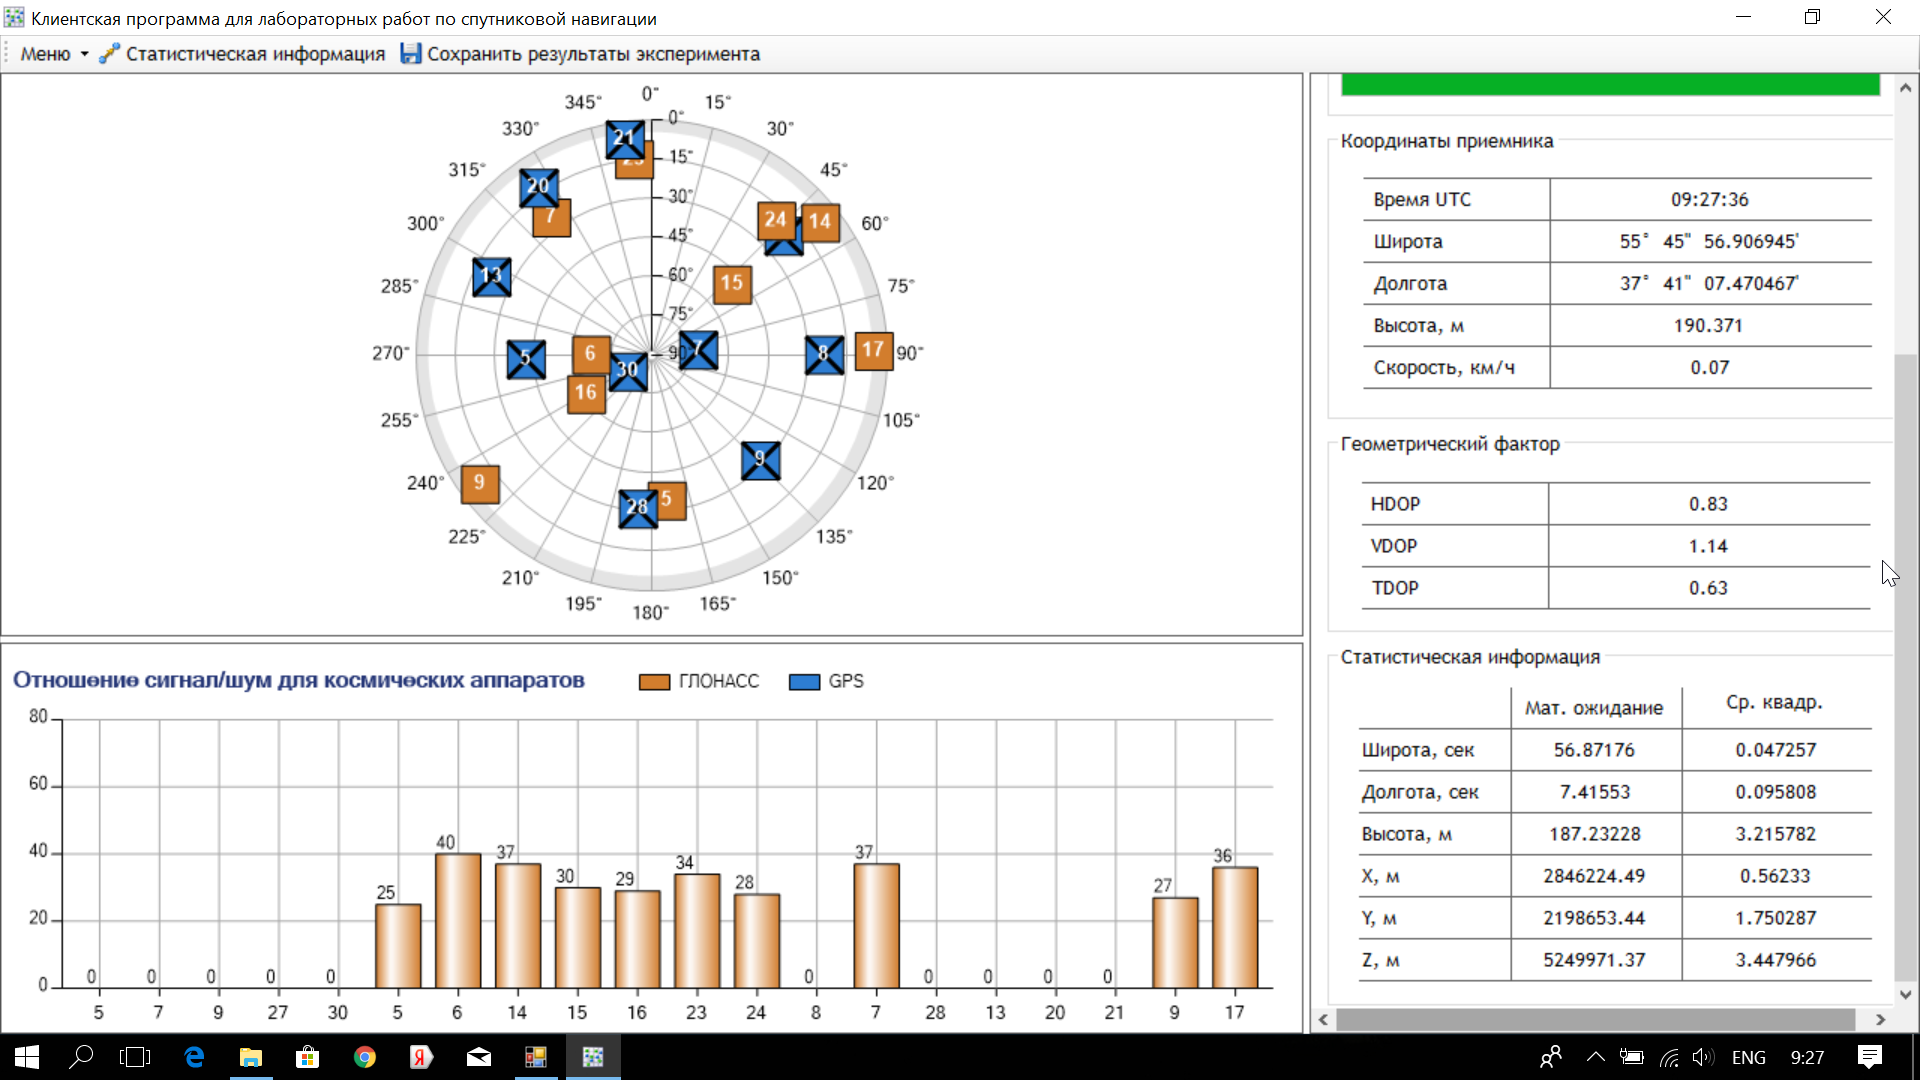 Клиентская программа для лабораторных работ по спутниковой навигации
Меню Статистическая информация Сохранить результаты эксперимента
0° 15° 30° 45° 60° 75° 90° 105° 120° 135° 150° 165° 180° 195° 210° 225° 240° 255° 270° 285° 300° 315° 330° 345°
0°
15°
30°
45°
60°
75°
90°
21
20
7
24 14
13
15
5 6 30 7 8 17
16
9
9
28 5
Координаты приемника
Время UTC 09:27:36
Широта 55° 45" 56.906945'
Долгота 37° 41" 07.470467'
Высота, м 190.371
Скорость, км/ч 0.07
Геометрический фактор
HDOP 0.83
VDOP 1.14
TDOP 0.63
Статистическая информация
Мат. ожидание Ср. квадр.
Широта, сек 56.87176 0.047257
Долгота, сек 7.41553 0.095808
Высота, м 187.23228 3.215782
X, м 2846224.49 0.56233
Y, м 2198653.44 1.750287
Z, м 5249971.37 3.447966
Отношение сигнал/шум для космических аппаратов ГЛОНАСС GPS
80
60
40
20
0
0 0 0 0 0 25 40 37 30 29 34 28 0 37 0 0 0 0 27 36
5 7 9 27 30 5 6 14 15 16 23 24 8 7 28 13 20 21 9 17
ENG 9:27